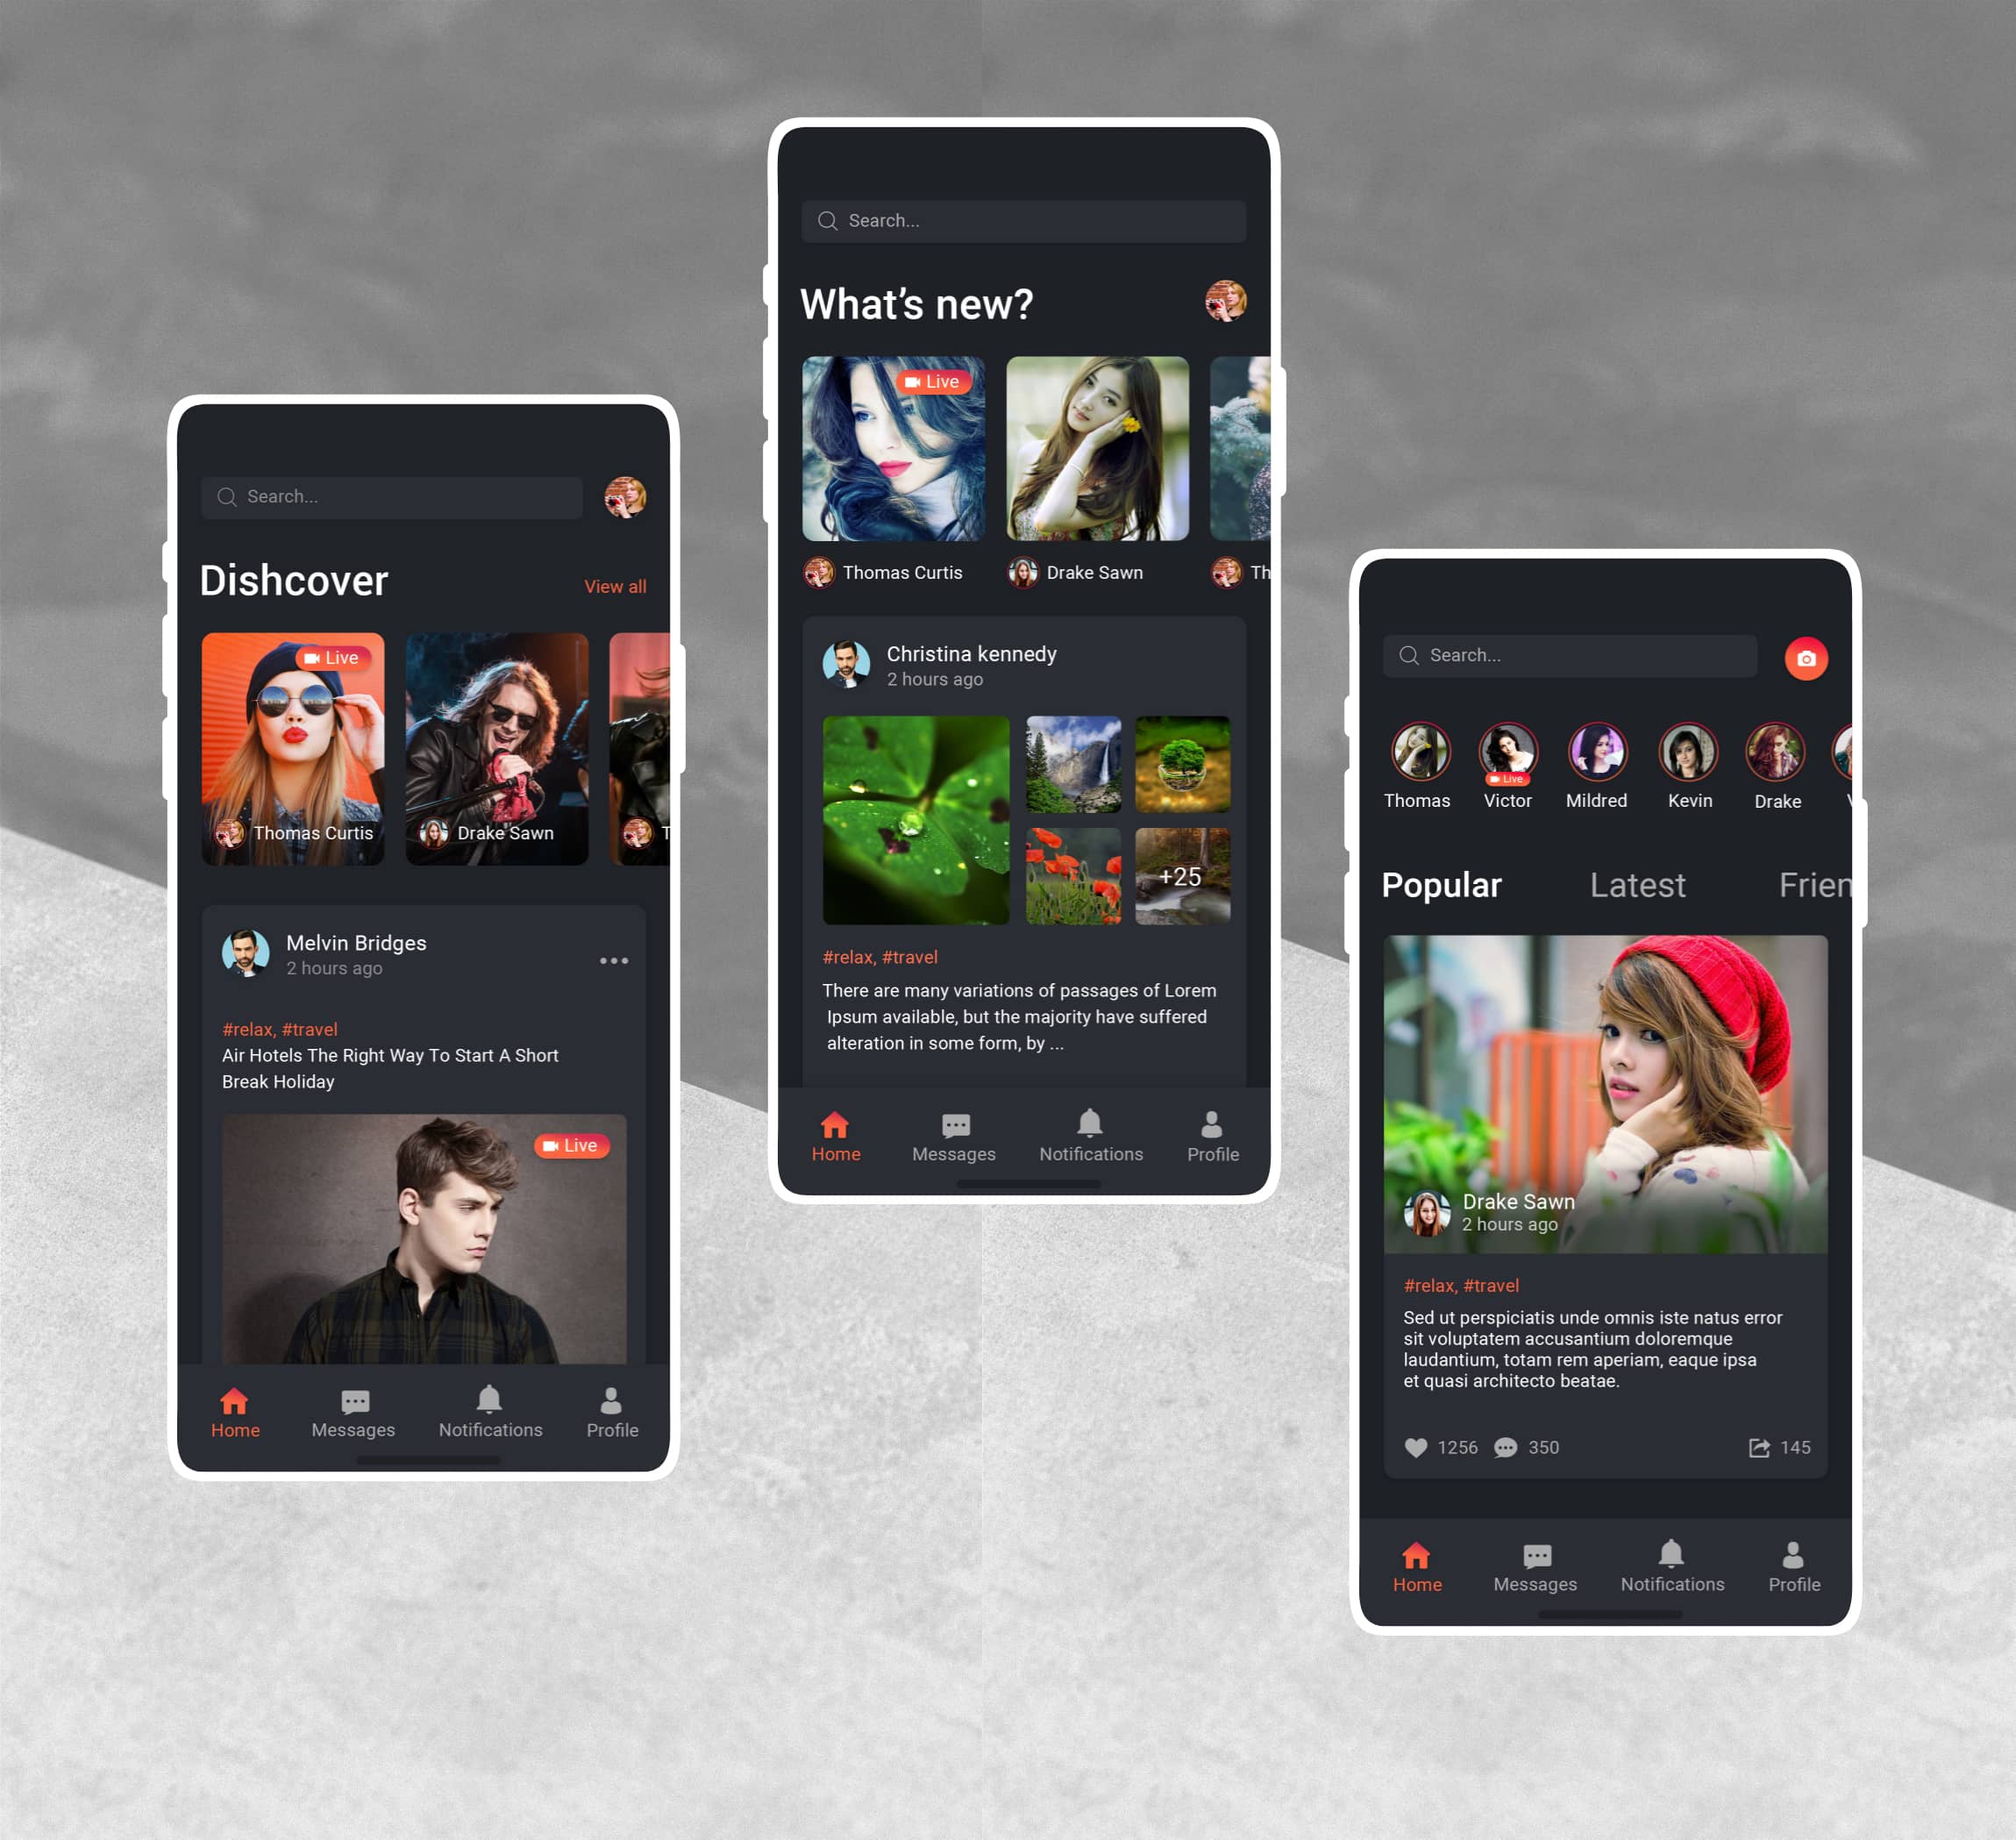 Search...
Dishcover
View all
Live
Thomas Curtis
Drake Sawn
T
Melvin Bridges
2 hours ago
#relax, #travel
Air Hotels The Right Way To Start A Short
Break Holiday
Live
Home
Messages
Notifications
Profile
Search...
What’s new?
Live
Thomas Curtis
Drake Sawn
Th
Christina kennedy
2 hours ago
+25
#relax, #travel
There are many variations of passages of Lorem
Ipsum available, but the majority have suffered
alteration in some form, by ...
Home
Messages
Notifications
Profile
Search...
Live
Thomas
Victor
Mildred
Kevin
Drake
Popular
Latest
Frien
Drake Sawn
2 hours ago
#relax, #travel
Sed ut perspiciatis unde omnis iste natus error
sit voluptatem accusantium doloremque
laudantium, totam rem aperiam, eaque ipsa
et quasi architecto beatae.
1256
350
145
Home
Messages
Notifications
Profile